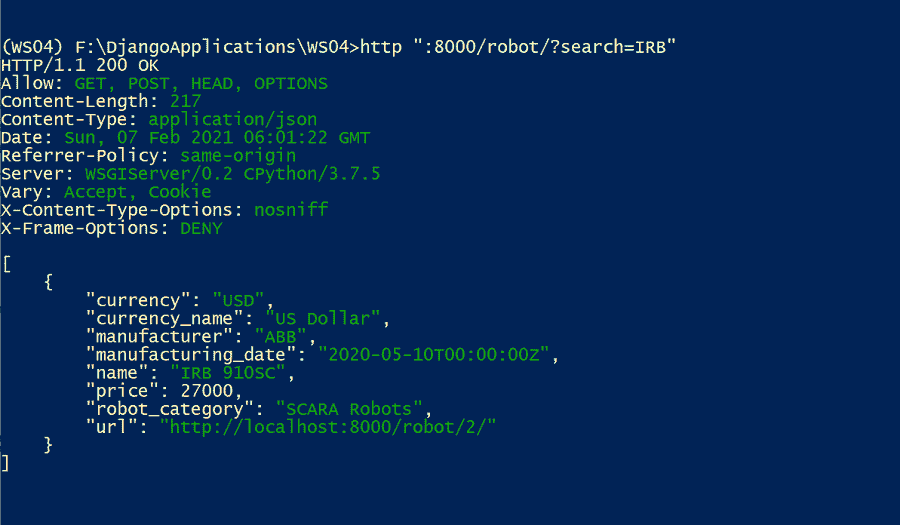 (WS04) F:\DjangoApplications\WS04>http ":8000/robot/?search=IRB"
HTTP/1.1 200 OK
Allow: GET, POST, HEAD, OPTIONS
Content-Length: 217
Content-Type: application/json
Date: Sun, 07 Feb 2021 06:01:22 GMT
Referrer-Policy: same-origin
Server: WSGIServer/0.2 CPython/3.7.5
Vary: Accept, Cookie
X-Content-Type-Options: nosniff
X-Frame-Options: DENY
[
    {
        "currency": "USD",
        "currency_name": "US Dollar",
        "manufacturer": "ABB",
        "manufacturing_date": "2020-05-10T00:00:00Z",
        "name": "IRB 910SC",
        "price": 27000,
        "robot_category": "SCARA Robots",
        "url": "http://localhost:8000/robot/2/"
    }
]